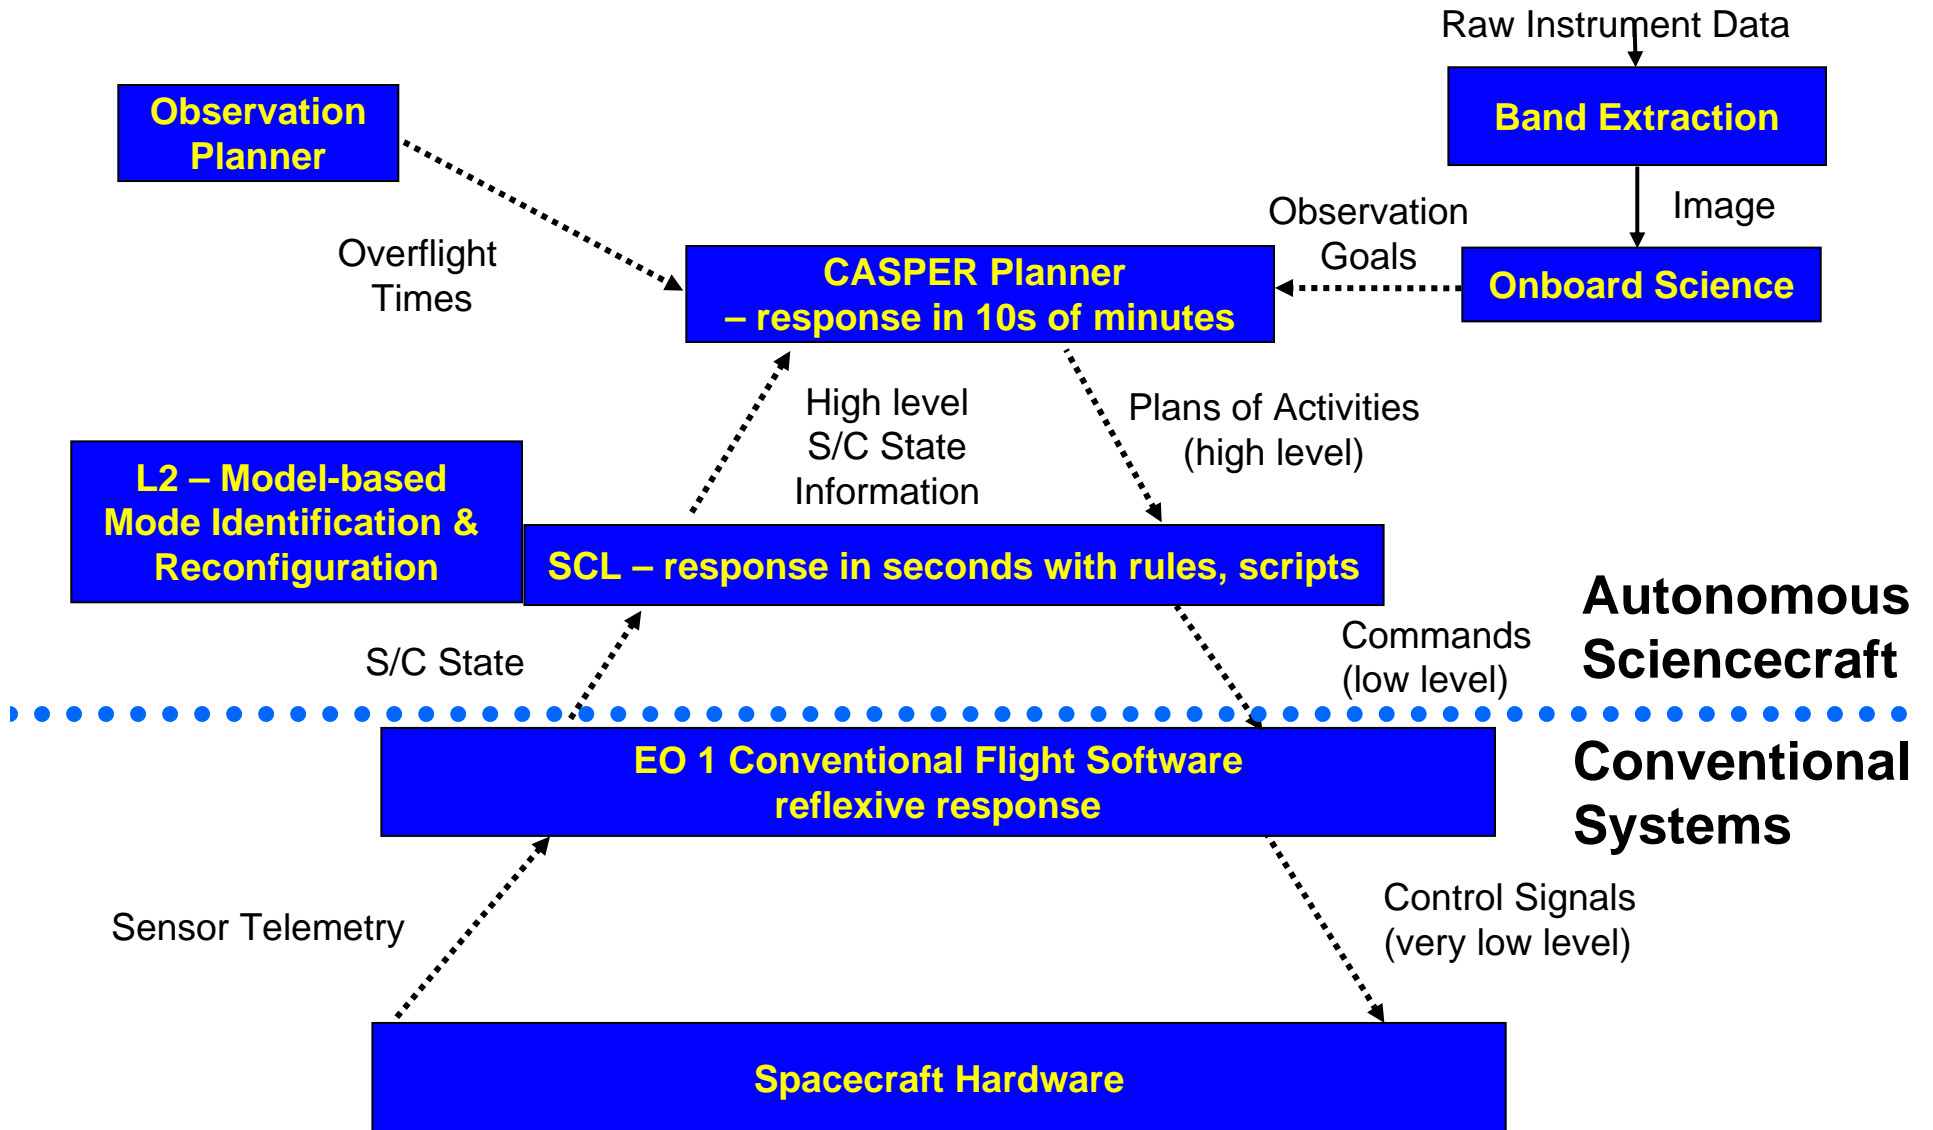 Raw Instrument Data
Observation
Planner
Band Extraction
Observation
Goals
Image
Overflight
Times
CASPER Planner
– response in 10s of minutes
Onboard Science
High level
S/C State
Information
Plans of Activities
(high level)
L2 – Model-based
Mode Identification &
Reconfiguration
SCL – response in seconds with rules, scripts
Autonomous
Sciencecraft
S/C State
Commands
(low level)
EO 1 Conventional Flight Software
reflexive response
Conventional
Systems
Sensor Telemetry
Control Signals
(very low level)
Spacecraft Hardware